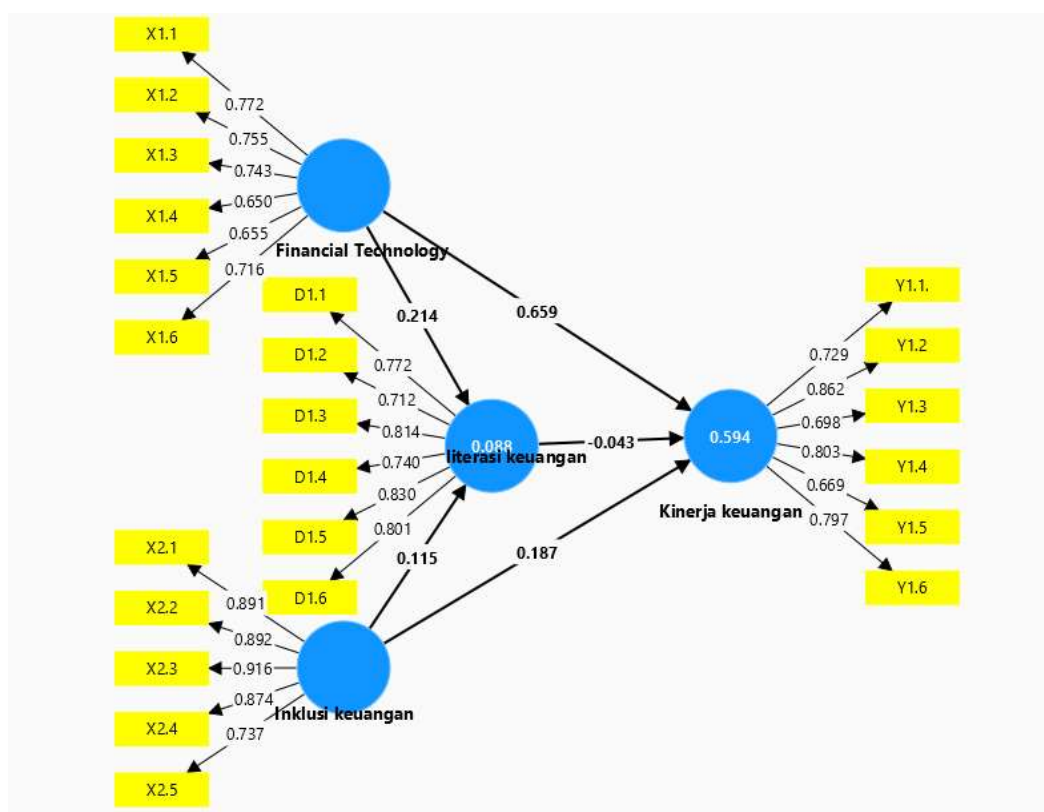 X1.1
0.772
X1.2
0.755
X1.3
0.743
X1.4
0.650
X1.5
0.655
X1.6
0.716
Financial Technology
D1.1
0.772
D1.2
0.712
D1.3
0.814
D1.4
0.740
D1.5
0.830
D1.6
0.801
0.214
0.659
0.088
literasi keuangan
-0.043
0.115
0.187
0.594
Kinerja keuangan
Y1.1.
0.729
Y1.2
0.862
Y1.3
0.698
Y1.4
0.803
Y1.5
0.669
Y1.6
0.797
X2.1
0.891
X2.2
0.892
X2.3
0.916
X2.4
0.874
X2.5
0.737
Inklusi keuangan